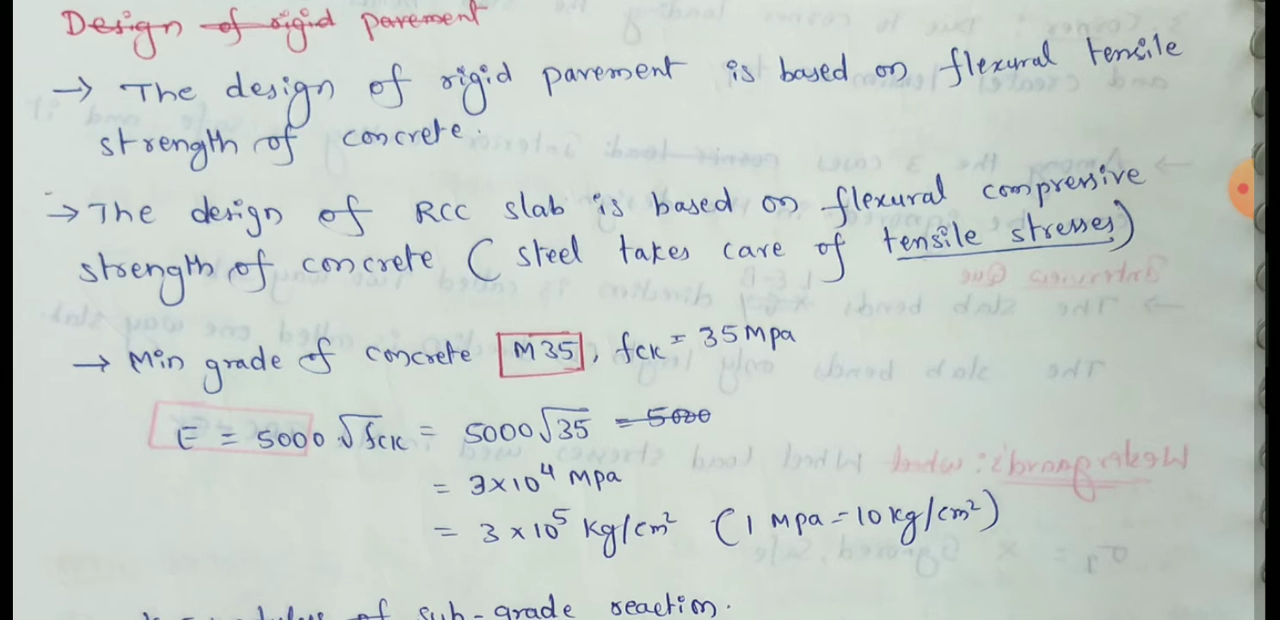 Design of rigid pavement
→ The design of rigid pavement is based on flexural tensile
strength of concrete.
→ The design of RCC slab is based on flexural compressive
strength of concrete ( steel takes care of tensile stresses)
→ Min grade of concrete M35, fck = 35 Mpa
E = 5000 √fck = 5000√35 = 5000
= 3×10⁴ Mpa
= 3 × 10⁵ kg/cm² (1 Mpa = 10 kg/cm²)
of sub-grade reaction.